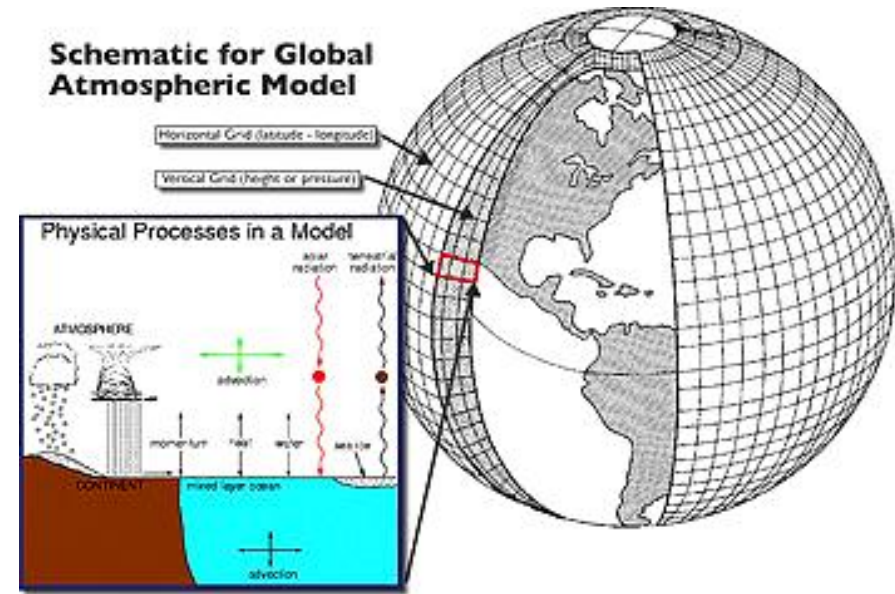 Schematic for Global
Atmospheric Model
Horizontal Grid (latitude - longitude)
Vertical Grid (height or pressure)
Physical Processes in a Model
solar
radiation
terrestrial
radiation
ATMOSPHERE
advection
momentum
heat
water
sea ice
CONTINENT
mixed layer ocean
advection